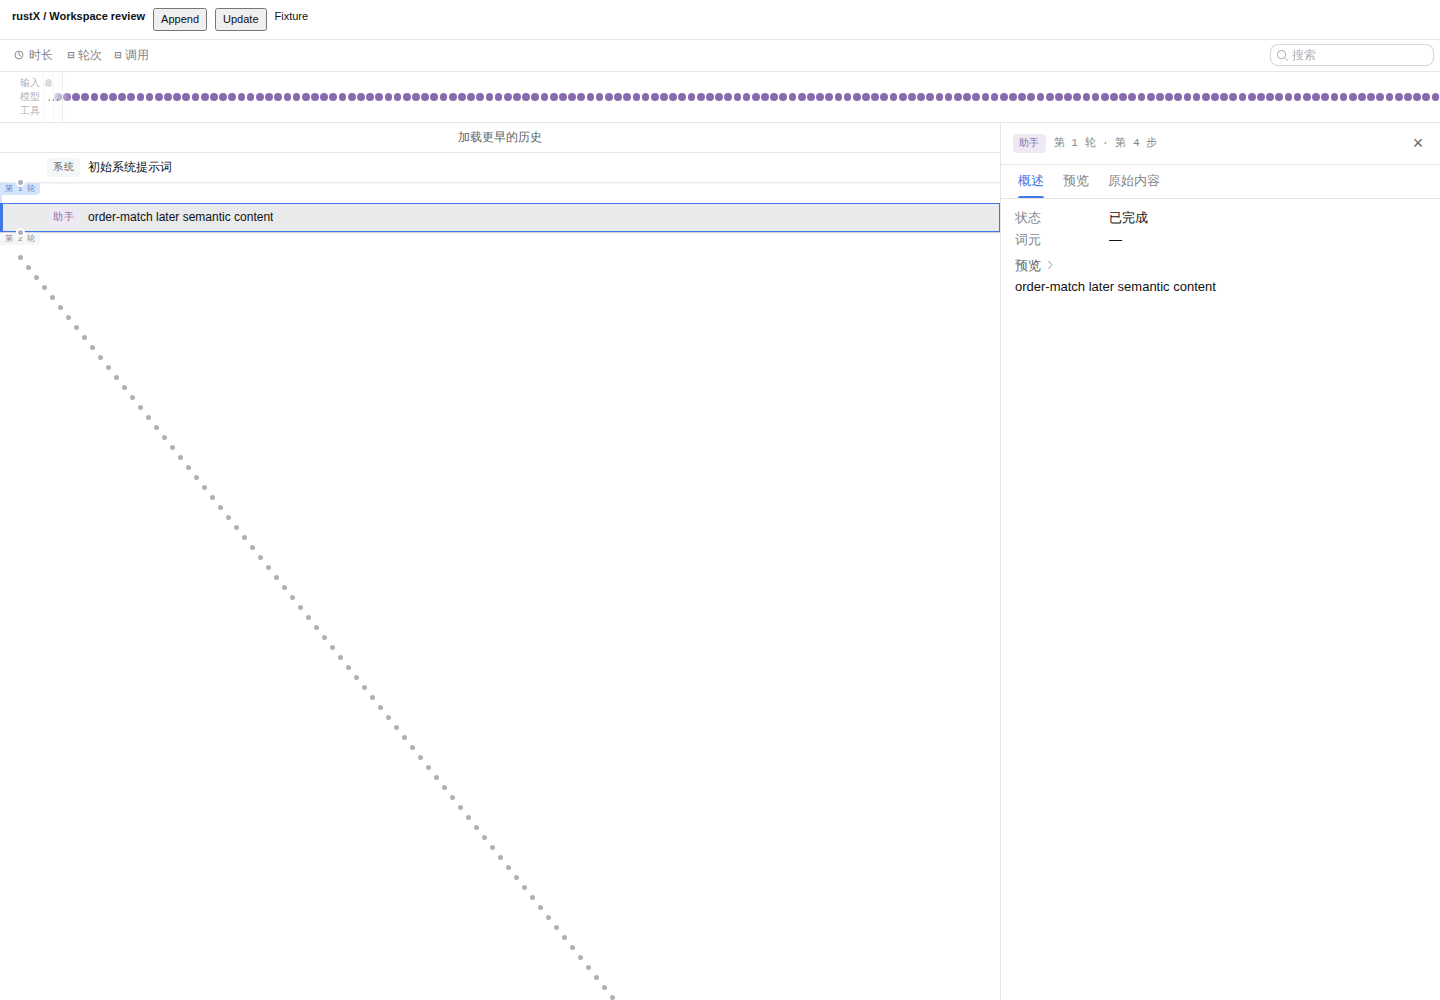 rustX / Workspace review Append Update Fixture
时长 轮次 调用 搜索
输入
模型
工具
加载更早的历史
系统 初始系统提示词
第 1 轮
助手 order-match later semantic content
第 2 轮
助手 第 1 轮 · 第 4 步 ×
概述 预览 原始内容
状态 已完成
词元 —
预览
order-match later semantic content